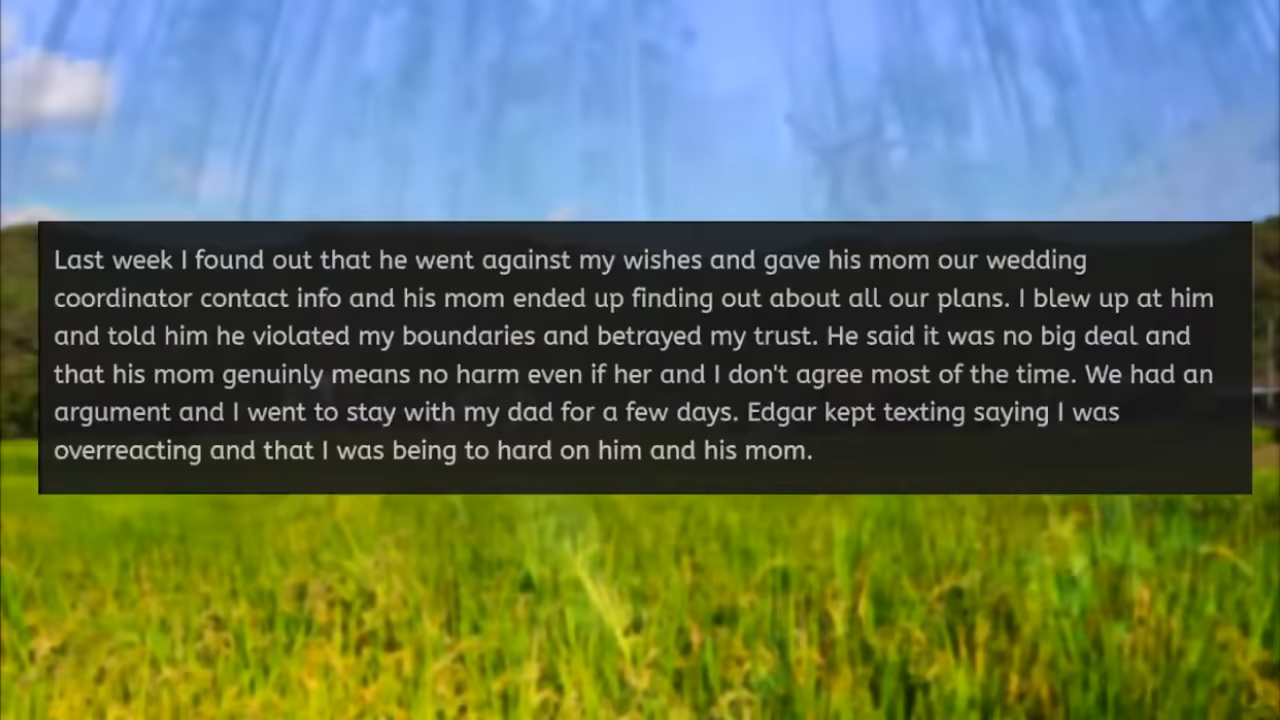 Last week I found out that he went against my wishes and gave his mom our wedding
coordinator contact info and his mom ended up finding out about all our plans. I blew up at him
and told him he violated my boundaries and betrayed my trust. He said it was no big deal and
that his mom genuinly means no harm even if her and I don't agree most of the time. We had an
argument and I went to stay with my dad for a few days. Edgar kept texting saying I was
overreacting and that I was being to hard on him and his mom.